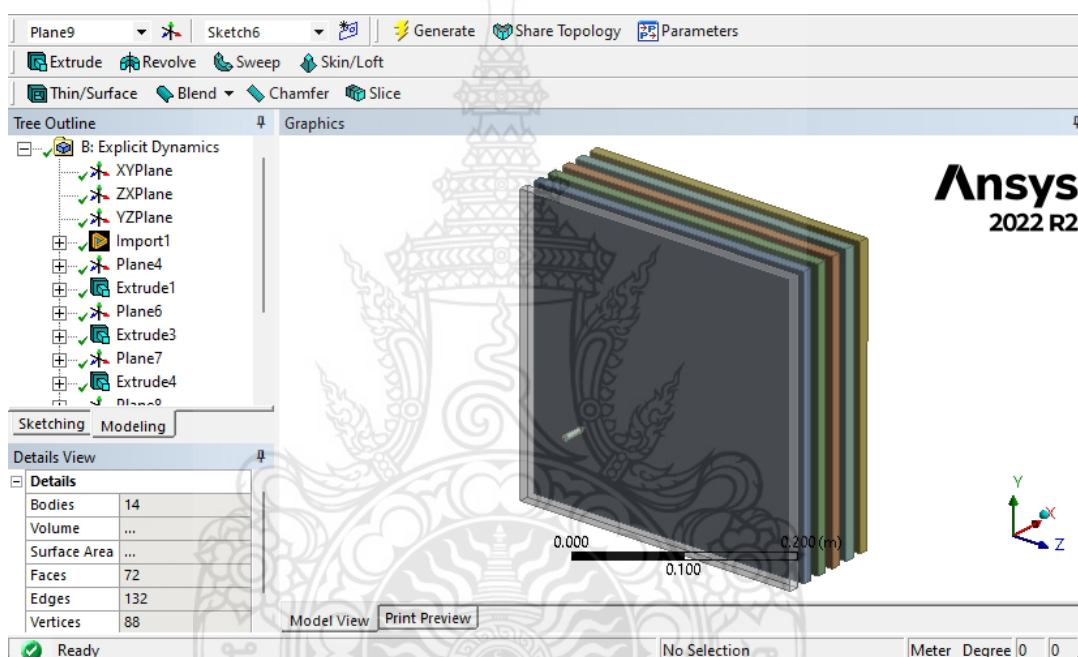 Plane9 Sketch6 Generate Share Topology Parameters
Extrude Revolve Sweep Skin/Loft
Thin/Surface Blend Chamfer Slice
Tree Outline
B: Explicit Dynamics
XYPlane
ZXPlane
YZPlane
Import1
Plane4
Extrude1
Plane6
Extrude3
Plane7
Extrude4
Plane8
Sketching Modeling
Details View
Details
Bodies 14
Volume ...
Surface Area ...
Faces 72
Edges 132
Vertices 88
Graphics
Ansys
2022 R2
Y
X
Z
0.000 0.200 (m)
0.100
Model View Print Preview
Ready No Selection Meter Degree 0 0